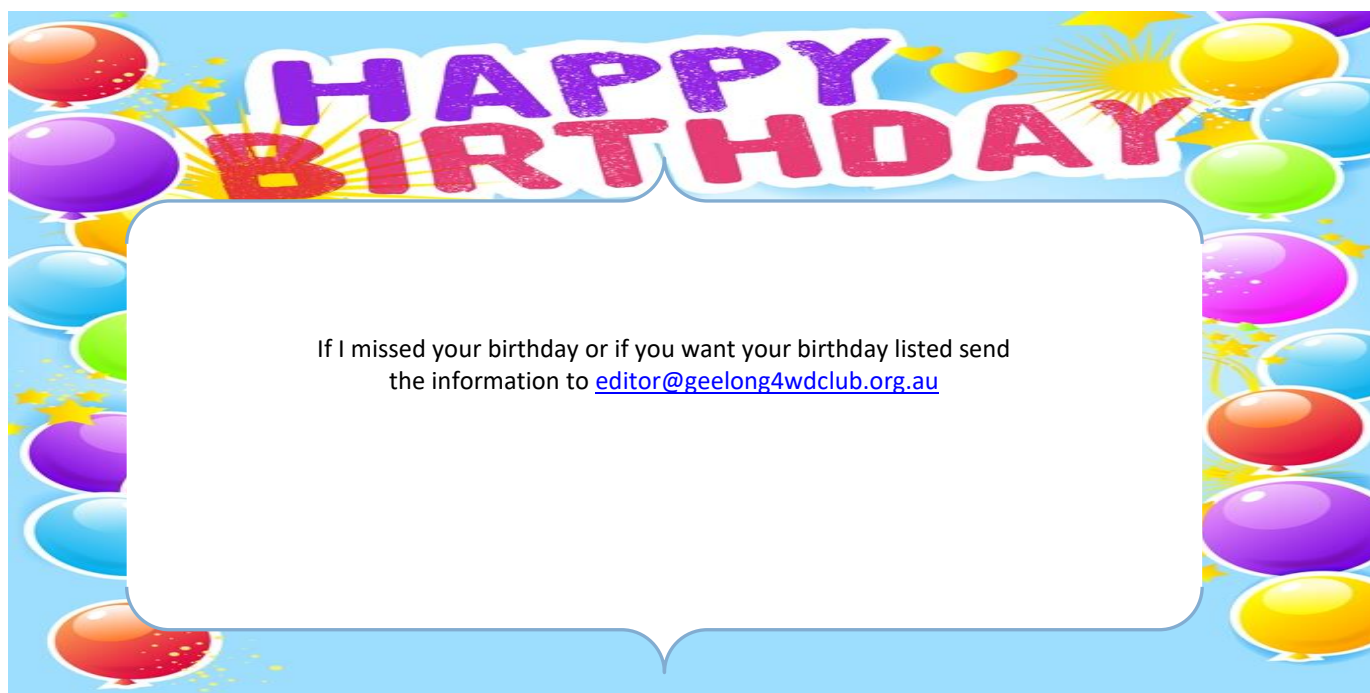 HAPPY
BIRTHDAY
If I missed your birthday or if you want your birthday listed send
the information to editor@geelong4wdclub.org.au